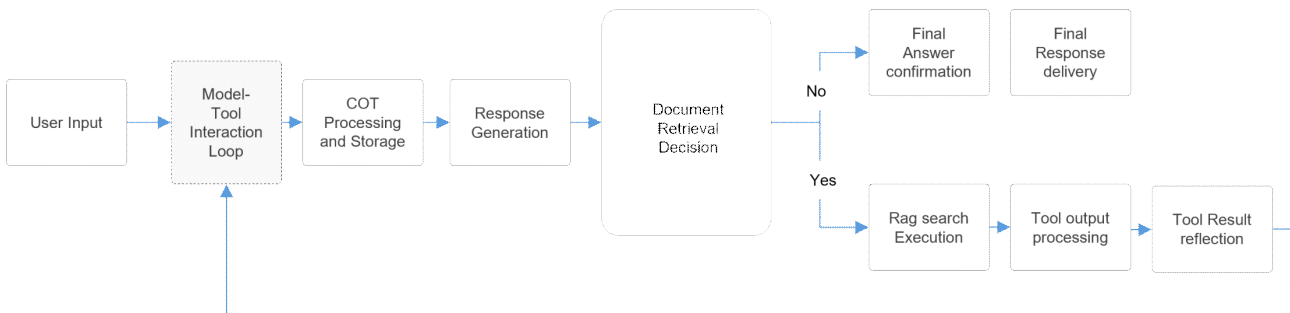 User Input
Model-
Tool
Interaction
Loop
COT
Processing
and Storage
Response
Generation
Document
Retrieval
Decision
No
Final
Answer
confirmation
Final
Response
delivery
Yes
Rag search
Execution
Tool output
processing
Tool Result
reflection